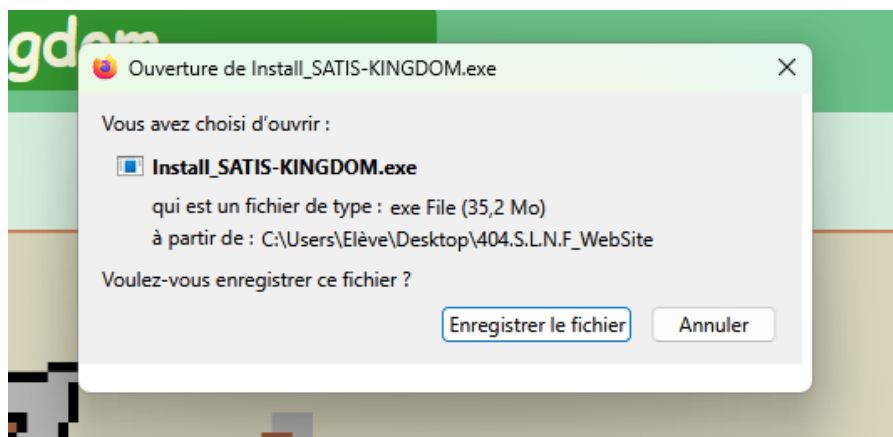 gdom
Ouverture de Install_SATIS-KINGDOM.exe
Vous avez choisi d'ouvrir :
Install_SATIS-KINGDOM.exe
qui est un fichier de type : exe File (35,2 Mo)
à partir de : C:\Users\Elève\Desktop\404.S.L.N.F_WebSite
Voulez-vous enregistrer ce fichier ?
Enregistrer le fichier
Annuler